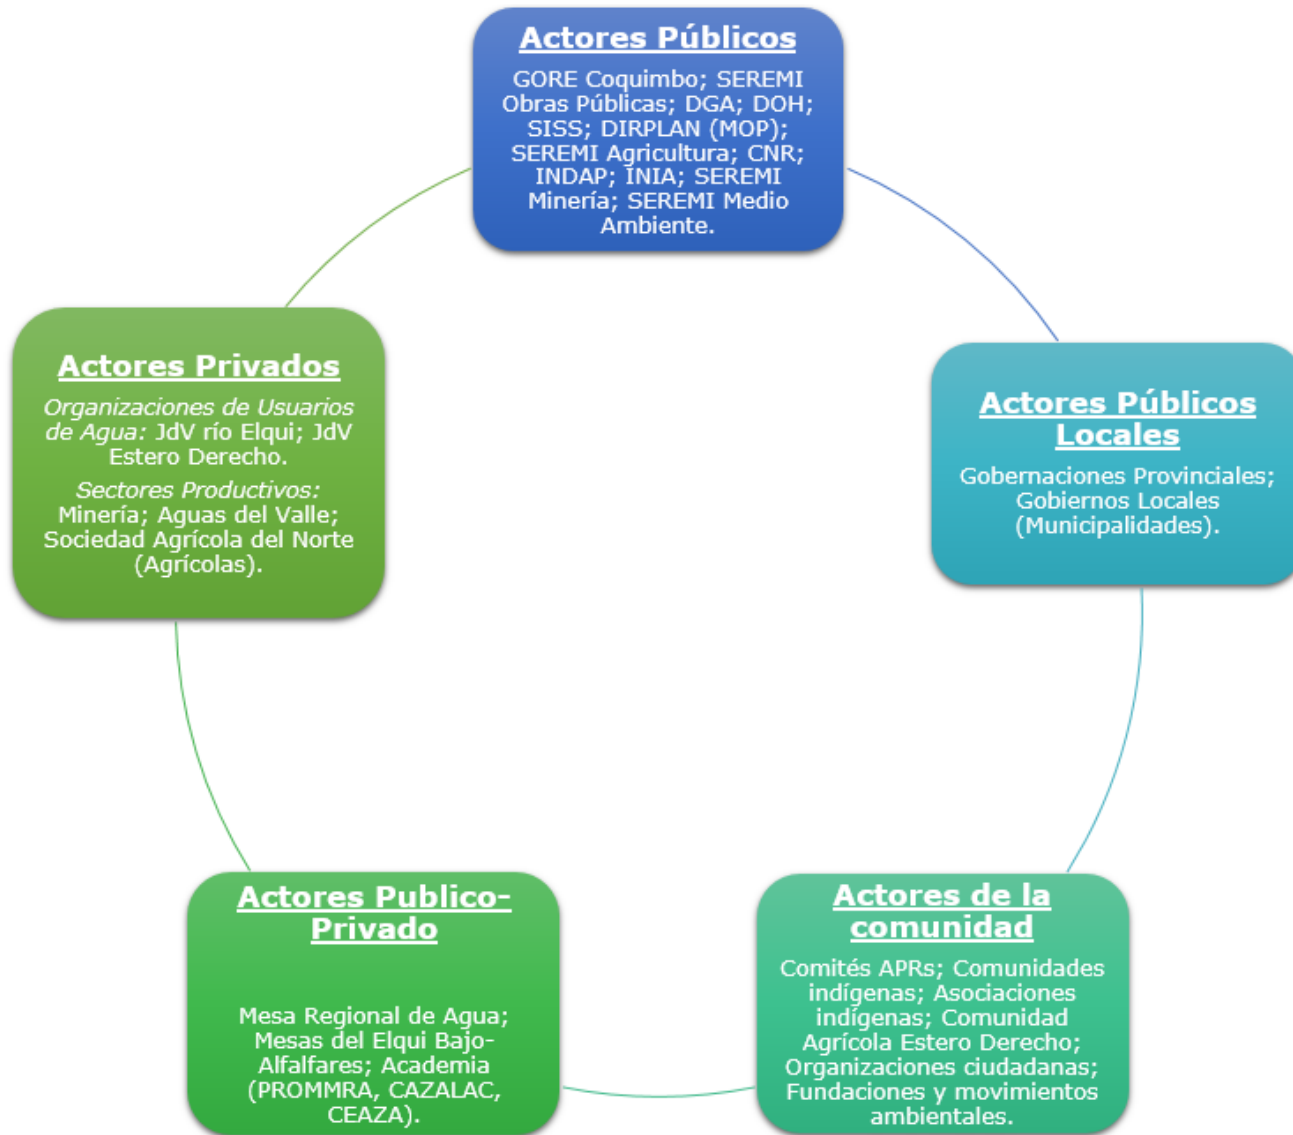 Actores Públicos
GORE Coquimbo; SEREMI
Obras Públicas; DGA; DOH;
SISS; DIRPLAN (MOP);
SEREMI Agricultura; CNR;
INDAP; INIA; SEREMI
Minería; SEREMI Medio
Ambiente.
Actores Públicos
Locales
Gobernaciones Provinciales;
Gobiernos Locales
(Municipalidades).
Actores de la
comunidad
Comités APRs; Comunidades
indígenas; Asociaciones
indígenas; Comunidad
Agrícola Estero Derecho;
Organizaciones ciudadanas;
Fundaciones y movimientos
ambientales.
Actores Publico-
Privado
Mesa Regional de Agua;
Mesas del Elqui Bajo-
Alfalfares; Academia
(PROMMRA, CAZALAC,
CEAZA).
Actores Privados
Organizaciones de Usuarios
de Agua: JdV río Elqui; JdV
Estero Derecho.
Sectores Productivos:
Minería; Aguas del Valle;
Sociedad Agrícola del Norte
(Agrícolas).